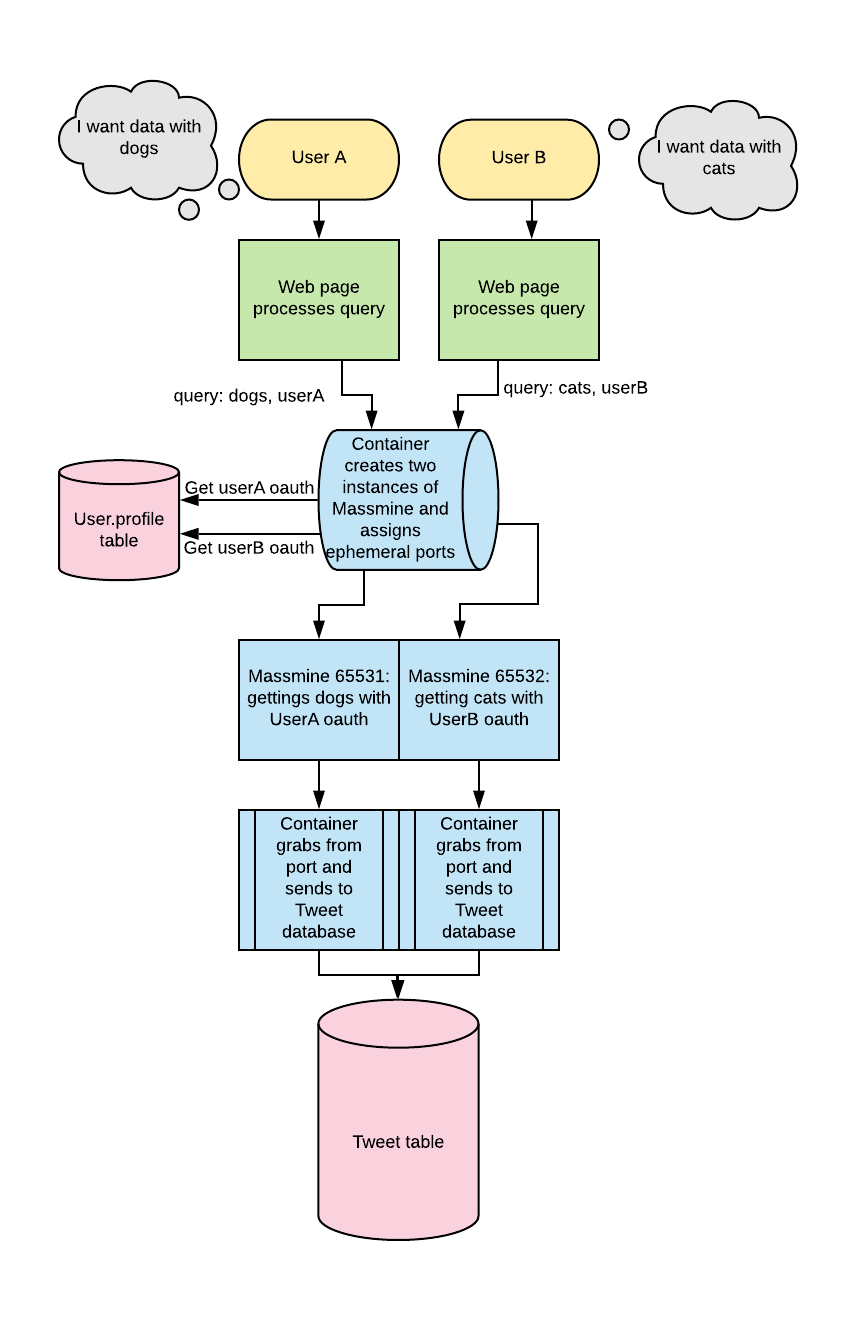 I want data with
dogs
User A
User B
I want data with
cats
Web page
processes query
Web page
processes query
query: dogs, userA
query: cats, userB
Container
creates two
instances of
Massmine and
assigns
ephemeral ports
Get userA oauth
Get userB oauth
User.profile
table
Massmine 65531:
gettings dogs with
UserA oauth
Massmine 65532:
getting cats with
UserB oauth
Container
grabs from
port and
sends to
Tweet
database
Container
grabs from
port and
sends to
Tweet
database
Tweet table